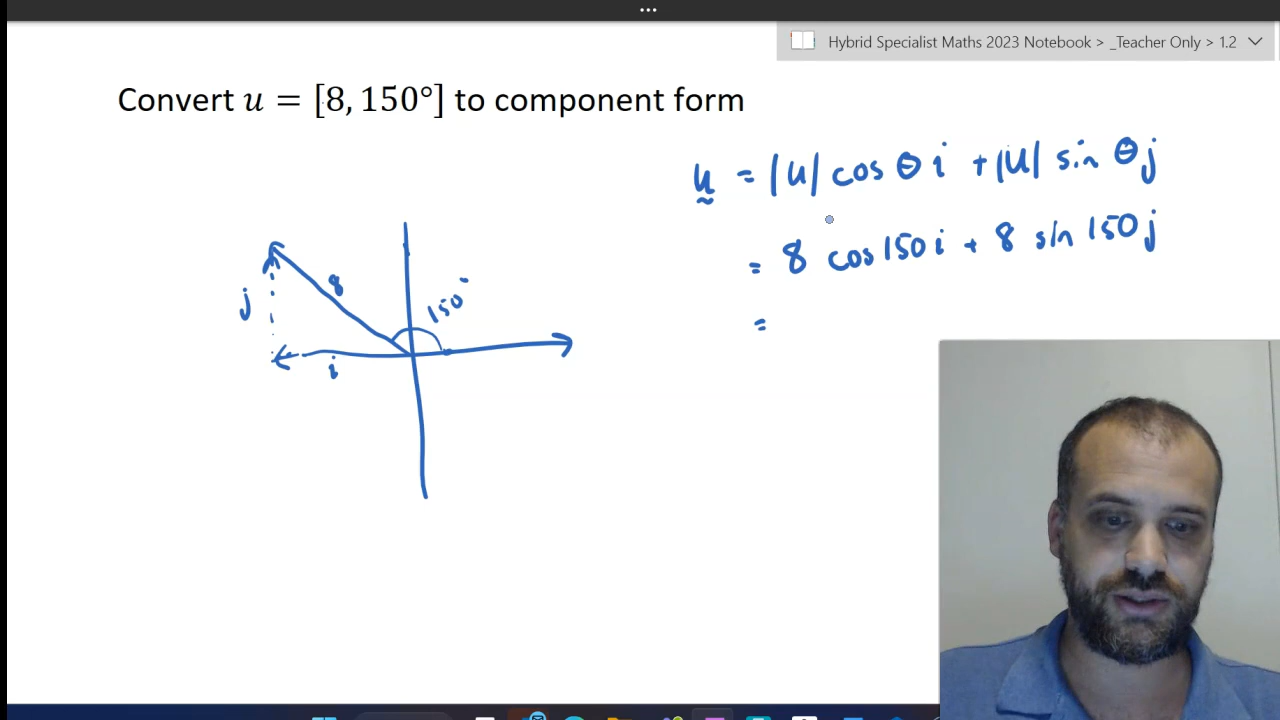 ...
Hybrid Specialist Maths 2023 Notebook > _Teacher Only > 1.2
Convert u = [8, 150°] to component form
u = |u| cos θ i + |u| sin θ j
= 8 cos 150 i + 8 sin 150 j
=
8
150°
j
i